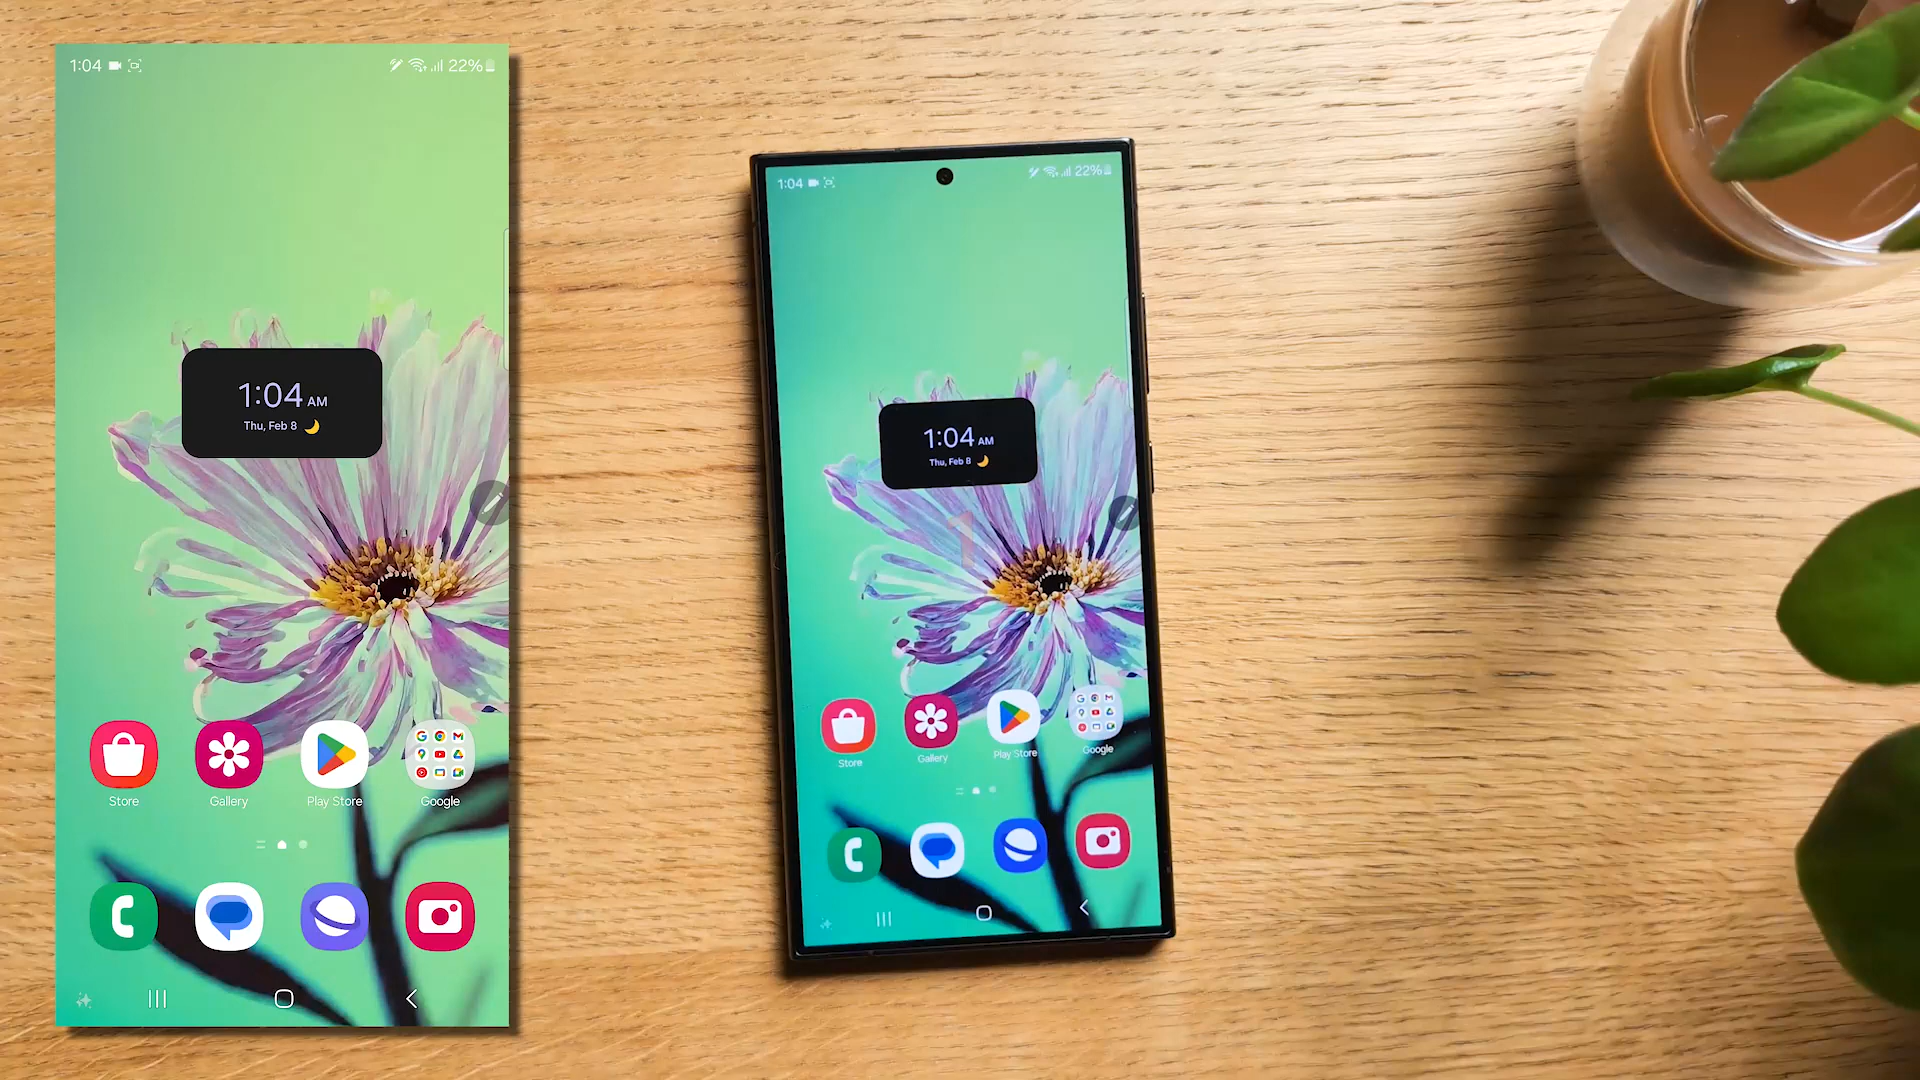 1:04
22%
1:04 AM
Thu, Feb 8
Store
Gallery
Play Store
Google
1:04
22%
1:04 AM
Thu, Feb 8
1
Store
Gallery
Play Store
Google